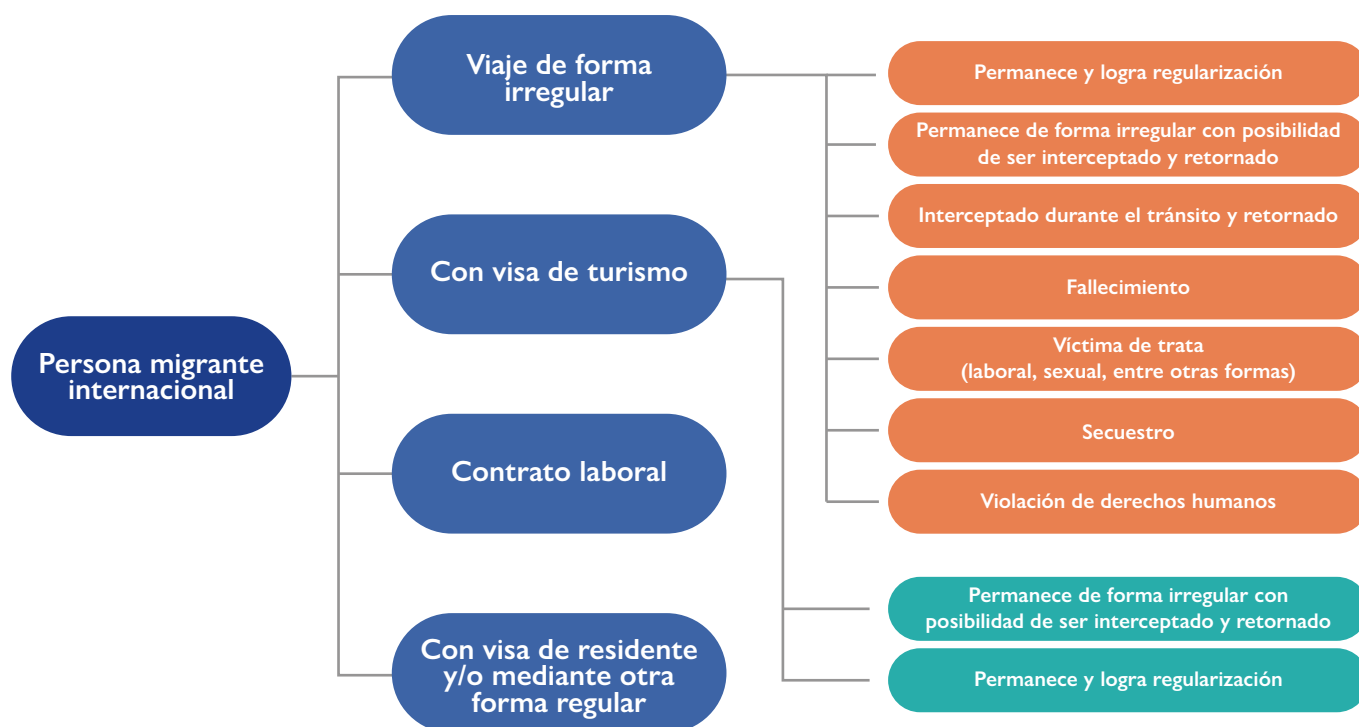 Persona migrante
internacional
Viaje de forma
irregular
Con visa de turismo
Contrato laboral
Con visa de residente
y/o mediante otra
forma regular
Permanece y logra regularización
Permanece de forma irregular con posibilidad
de ser interceptado y retornado
Interceptado durante el tránsito y retornado
Fallecimiento
Víctima de trata
(laboral, sexual, entre otras formas)
Secuestro
Violación de derechos humanos
Permanece de forma irregular con
posibilidad de ser interceptado y retornado
Permanece y logra regularización